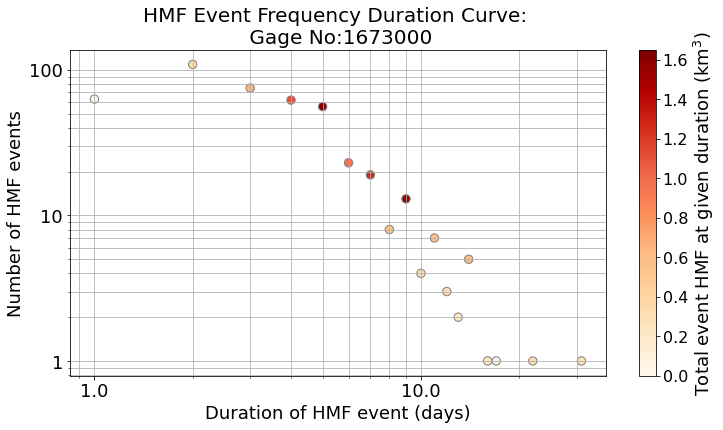 HMF Event Frequency Duration Curve:
Gage No:1673000
100
10
1
Number of HMF events
1.0
10.0
Duration of HMF event (days)
1.6
1.4
1.2
1.0
0.8
0.6
0.4
0.2
0.0
Total event HMF at given duration (km³)